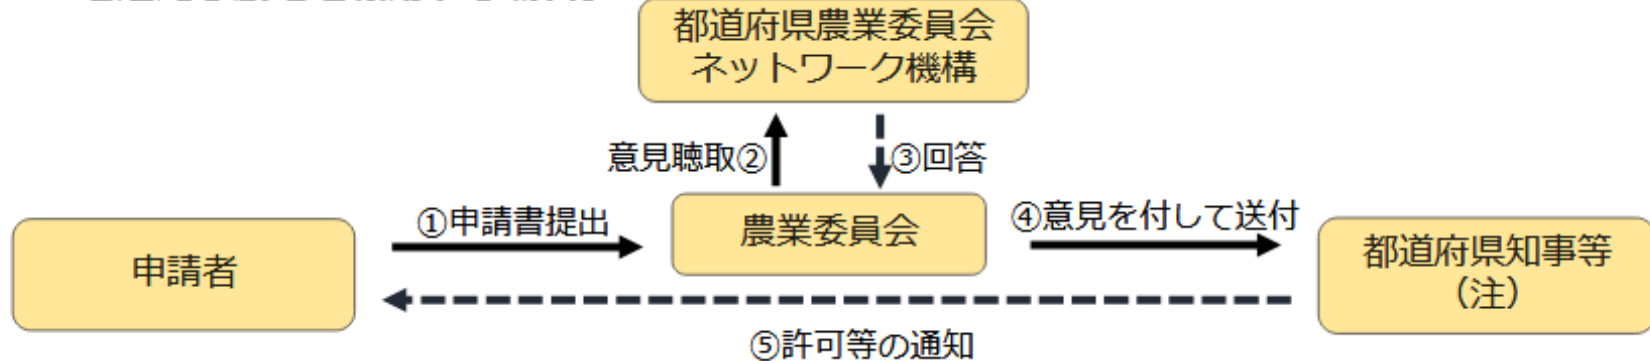 都道府県農業委員会
ネットワーク機構
意見聴取②
③回答
①申請書提出
農業委員会
④意見を付して送付
申請者
都道府県知事等
（注）
⑤許可等の通知